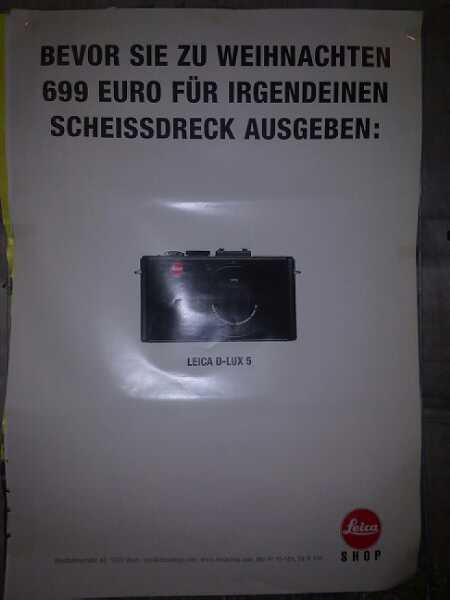 BEVOR SIE ZU WEIHNACHTEN
699 EURO FÜR IRGENDEINEN
SCHEISSDRECK AUSGEBEN:
LEICA D-LUX 5
Leica
SHOP